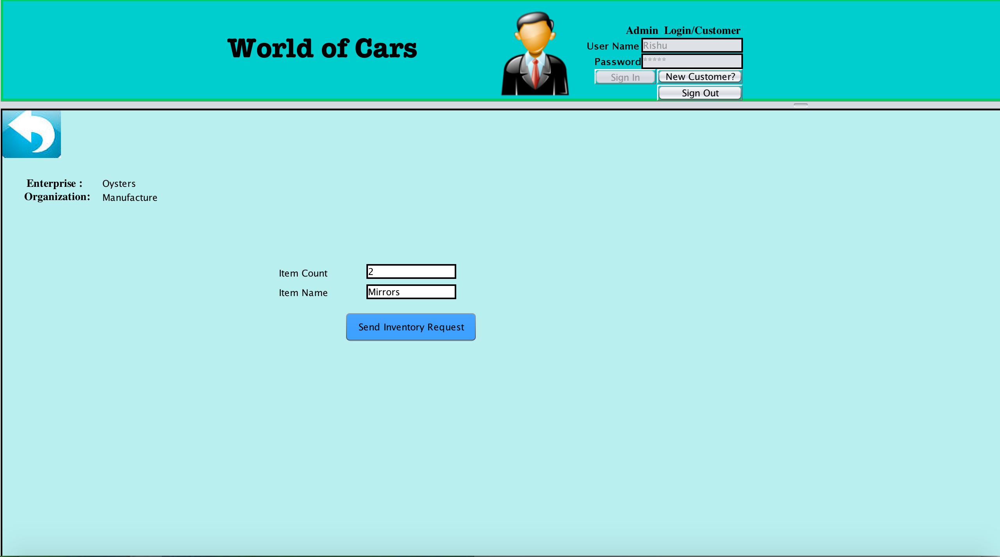 World of Cars
Admin  Login/Customer
User Name Rishu
Password *****
Sign In New Customer?
Sign Out
Enterprise : Oysters
Organization: Manufacture
Item Count 2
Item Name Mirrors
Send Inventory Request